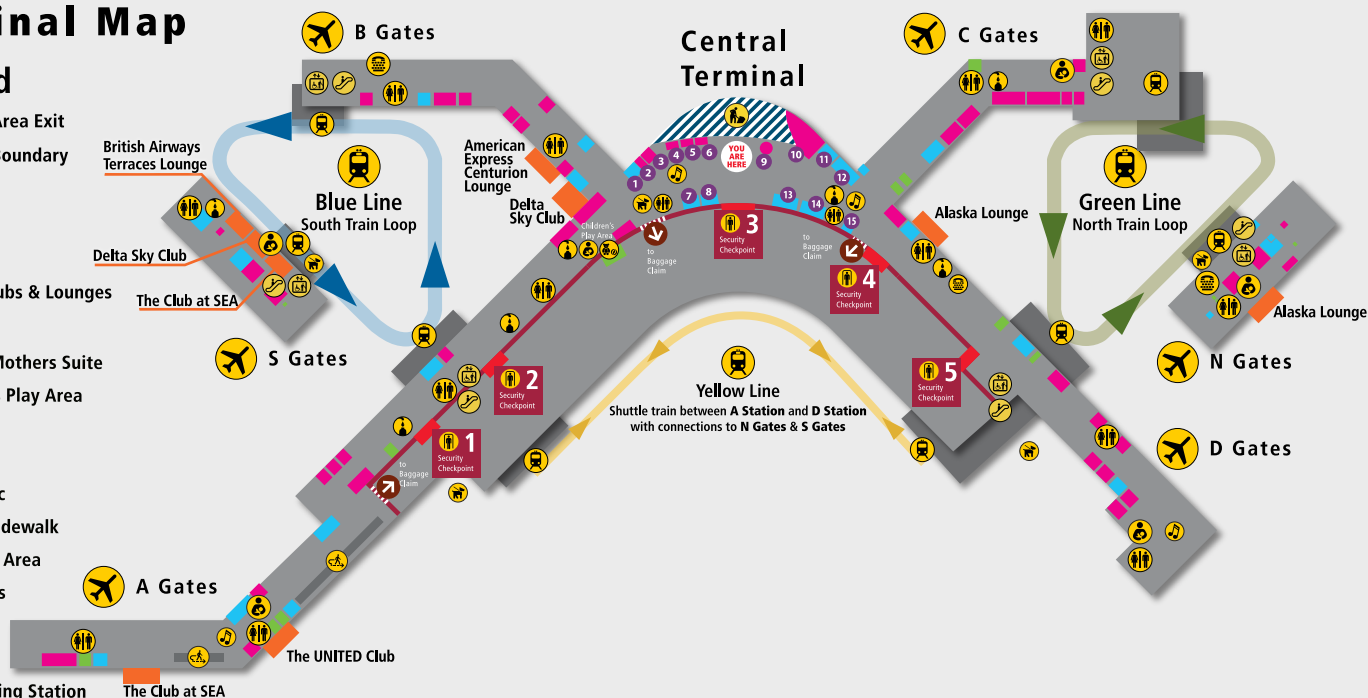 inal Map
d
Area Exit
Boundary
ubs & Lounges
Mothers Suite
Play Area
c
dewalk
Area
s
ing Station
B Gates
British Airways
Terraces Lounge
Blue Line
South Train Loop
Delta Sky Club
The Club at SEA
S Gates
American
Express
Centurion
Lounge
Delta
Sky Club
Central
Terminal
YOU
ARE
HERE
1
2
3
4
5
6
7
8
9
10
11
12
13
14
15
Children's
Play Area
to
Baggage
Claim
3
Security
Checkpoint
to
Baggage
Claim
4
Security
Checkpoint
C Gates
Alaska Lounge
Green Line
North Train Loop
Alaska Lounge
N Gates
D Gates
5
Security
Checkpoint
2
Security
Checkpoint
1
Security
Checkpoint
to
Baggage
Claim
Yellow Line
Shuttle train between A Station and D Station
with connections to N Gates & S Gates
A Gates
The UNITED Club
The Club at SEA